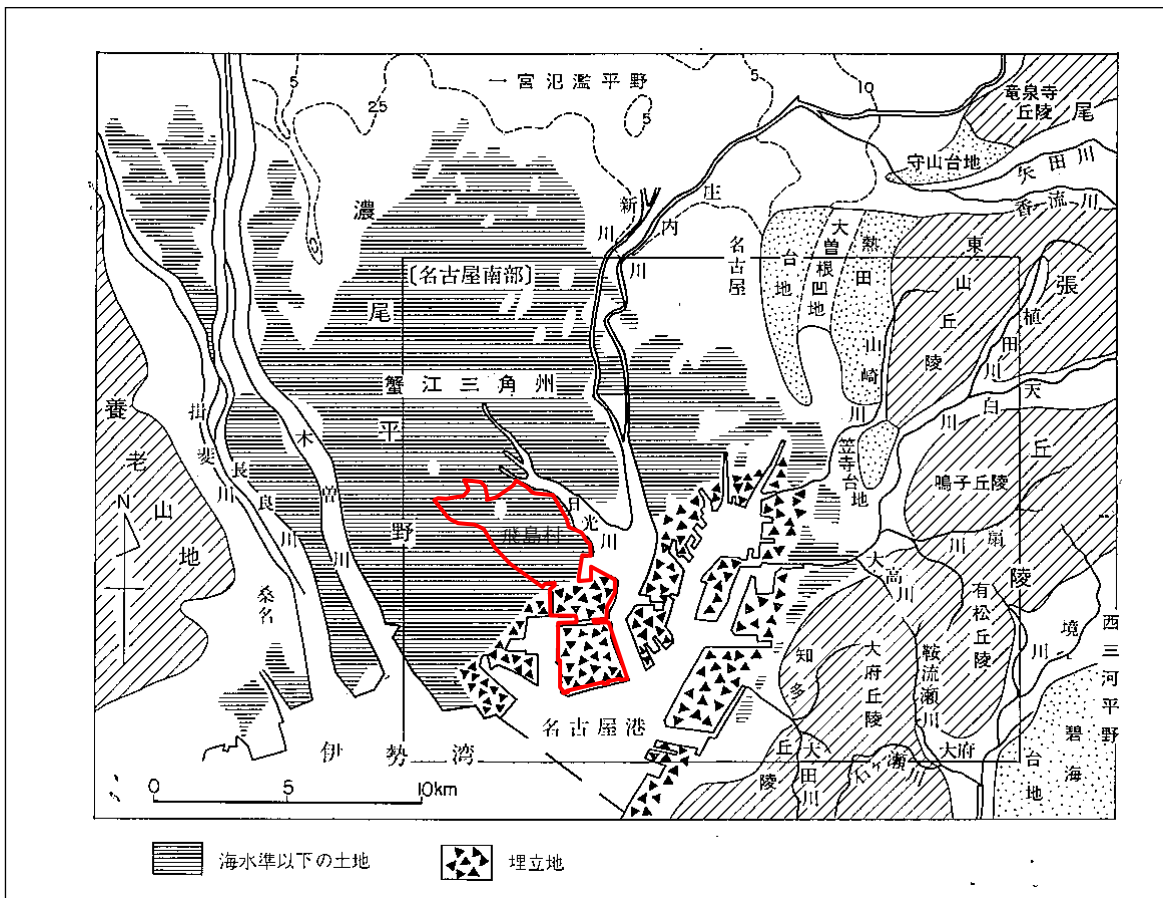 一宮氾濫平野
5
25
5
5
10
竜泉寺
丘陵
尾
守山台地
矢田川
香流川
濃
新川
庄内川
名古屋
台地
大曽根凹地
熱田
東山丘陵
張
〔名古屋南部〕
尾
植田川
山崎川
天白川
蟹江三角州
養老山地
揖斐川
長良川
木曽川
平
笠寺台地
丘
鳴子丘陵
N
日光川
野
飛島村
扇川
陵
大高川
有松丘陵
桑名
境川
西三河平野
知多
大府丘陵
鞍流瀬川
名古屋港
碧海
伊勢湾
丘陵
大田川
石ヶ瀬川
大府
台地
0
5
10km
海水準以下の土地
埋立地